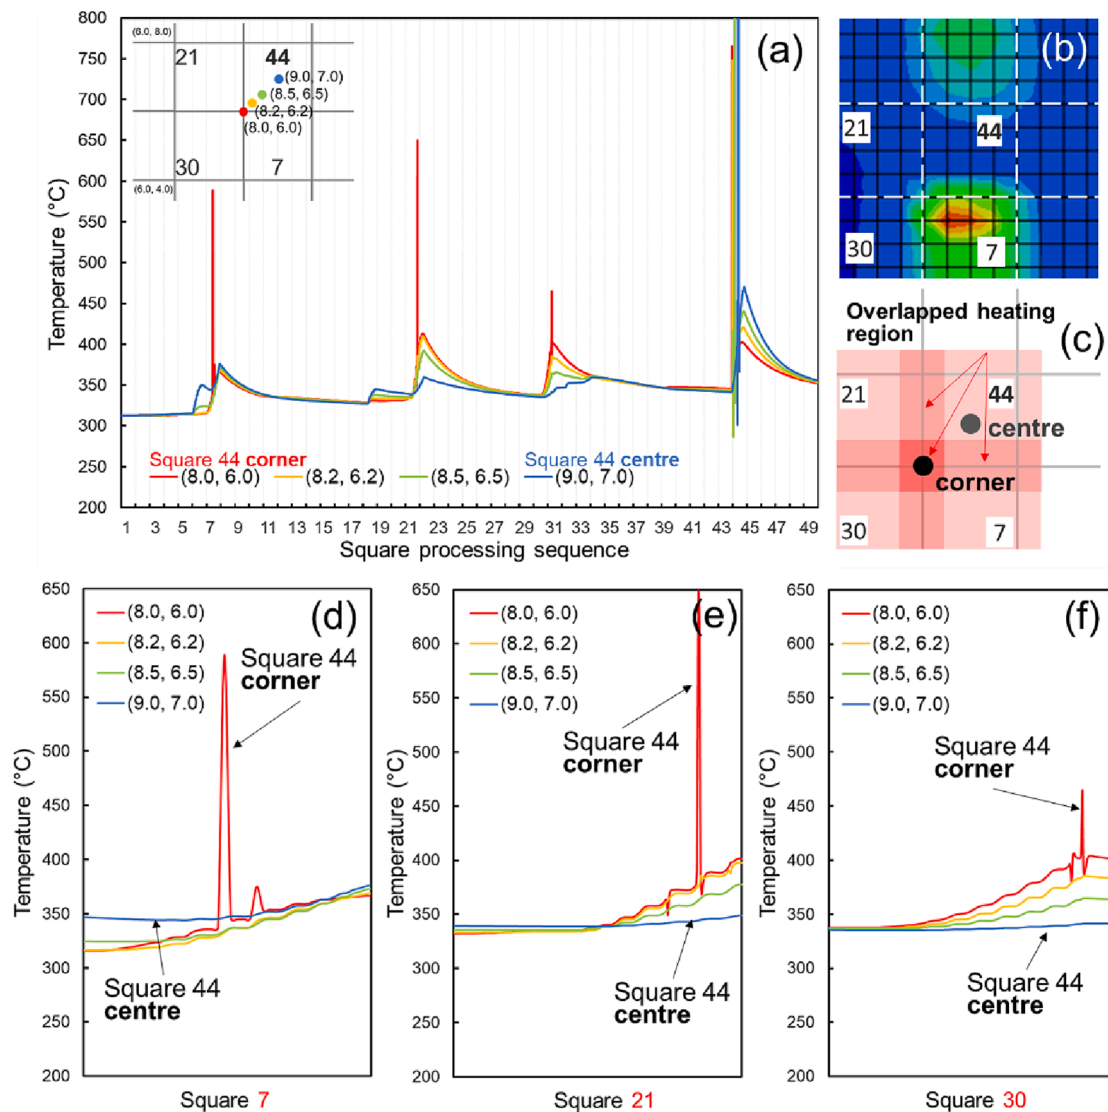 (a)
800
750
700
650
600
550
500
450
400
350
300
250
200
Temperature (°C)
(8.0, 8.0)
21
44
(9.0, 7.0)
(8.5, 6.5)
(8.2, 6.2)
(8.0, 6.0)
30
7
(6.0, 4.0)
Square 44 corner
Square 44 centre
(8.0, 6.0)
(8.2, 6.2)
(8.5, 6.5)
(9.0, 7.0)
1 3 5 7 9 11 13 15 17 19 21 23 25 27 29 31 33 35 37 39 41 43 45 47 49
Square processing sequence
(b)
21
44
30
7
Overlapped heating
region
(c)
21
44
centre
corner
30
7
(d)
650
600
550
500
450
400
350
300
250
200
Temperature (°C)
(8.0, 6.0)
(8.2, 6.2)
(8.5, 6.5)
(9.0, 7.0)
Square 44
corner
Square 44
centre
Square 7
(e)
650
600
550
500
450
400
350
300
250
200
Temperature (°C)
(8.0, 6.0)
(8.2, 6.2)
(8.5, 6.5)
(9.0, 7.0)
Square 44
corner
Square 44
centre
Square 21
(f)
650
600
550
500
450
400
350
300
250
200
Temperature (°C)
(8.0, 6.0)
(8.2, 6.2)
(8.5, 6.5)
(9.0, 7.0)
Square 44
corner
Square 44
centre
Square 30